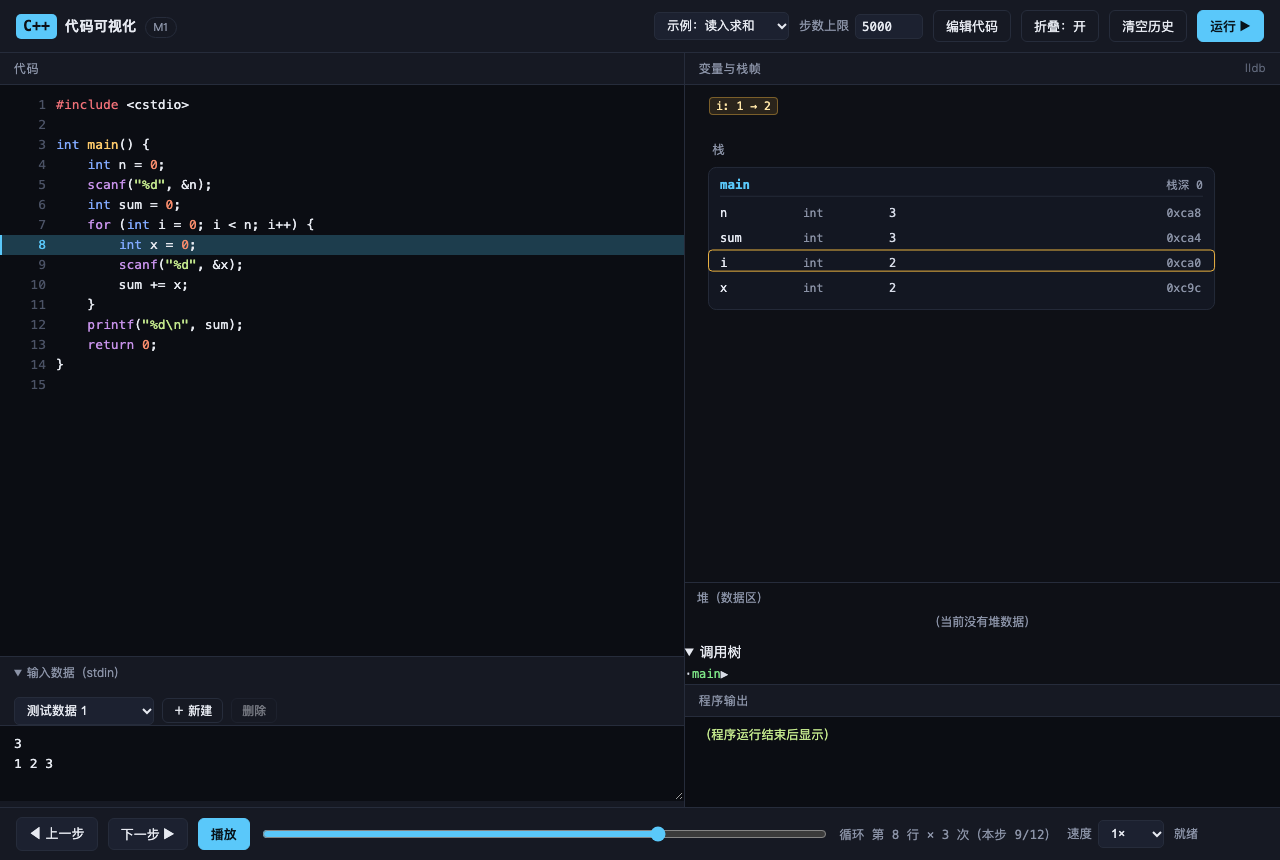 C++ 代码可视化 M1 示例：读入求和 步数上限 5000 编辑代码 折叠：开 清空历史 运行 ▶
代码
1 #include <cstdio>
2
3 int main() {
4     int n = 0;
5     scanf("%d", &n);
6     int sum = 0;
7     for (int i = 0; i < n; i++) {
8         int x = 0;
9         scanf("%d", &x);
10         sum += x;
11     }
12     printf("%d\n", sum);
13     return 0;
14 }
15
▼ 输入数据（stdin）
测试数据 1 + 新建 删除
3
1 2 3
变量与栈帧 lldb
i: 1 → 2
栈
main 栈深 0
n int 3 0xca8
sum int 3 0xca4
i int 2 0xca0
x int 2 0xc9c
堆（数据区）
（当前没有堆数据）
▼ 调用树
·main▶
程序输出
（程序运行结束后显示）
◀ 上一步 下一步 ▶ 播放 循环 第 8 行 × 3 次（本步 9/12） 速度 1× 就绪